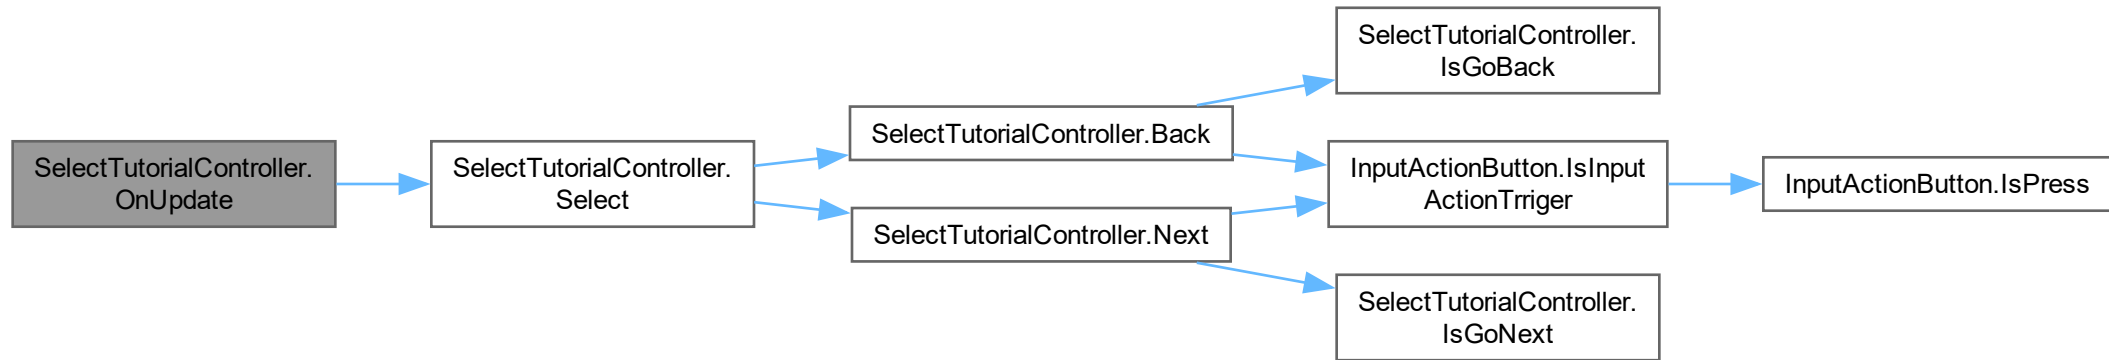 SelectTutorialController.
OnUpdate
SelectTutorialController.
Select
SelectTutorialController.Back
SelectTutorialController.Next
SelectTutorialController.
IsGoBack
InputActionButton.IsInput
ActionTrriger
SelectTutorialController.
IsGoNext
InputActionButton.IsPress